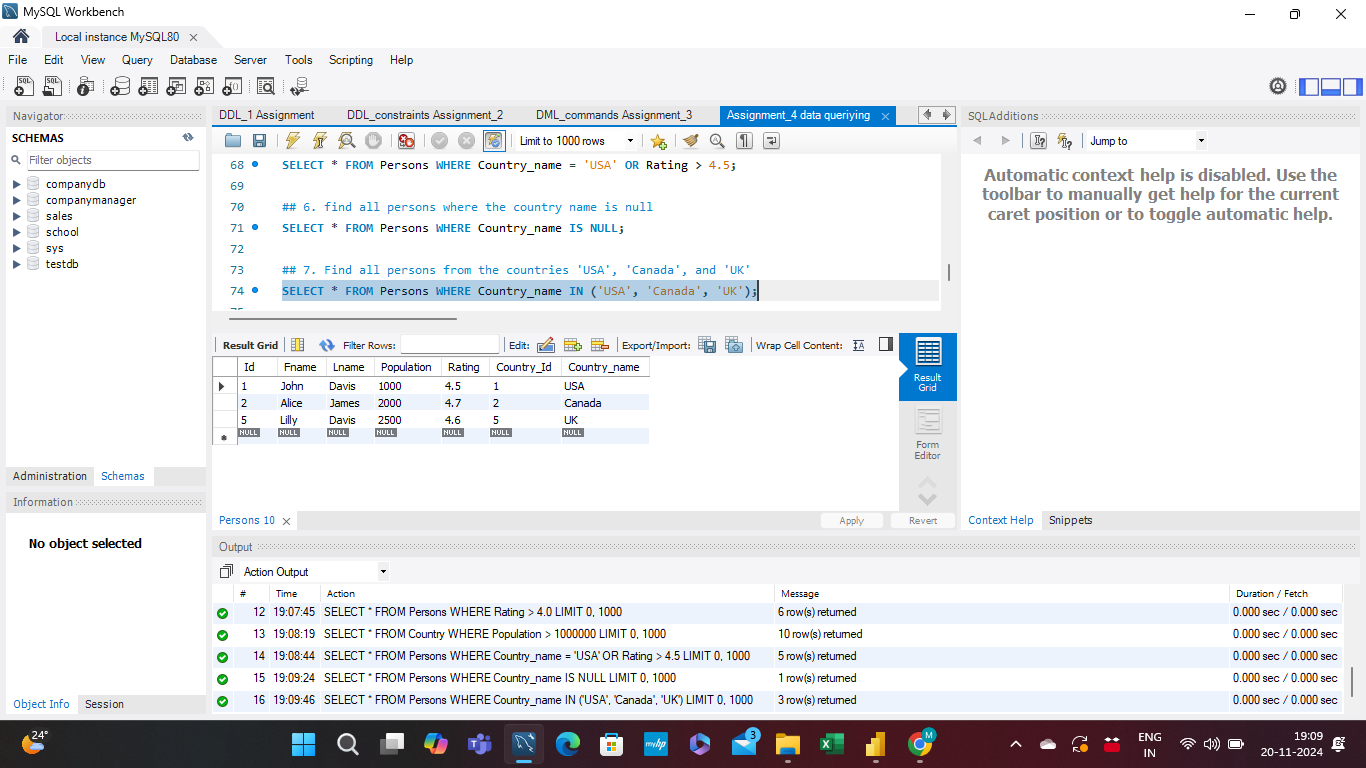 MySQL Workbench
Local instance MySQL80
File Edit View Query Database Server Tools Scripting Help
Navigator
SCHEMAS
Filter objects
companydb
companymanager
sales
school
sys
testdb
Administration Schemas
Information
No object selected
Object Info Session
DDL_1 Assignment DDL_constraints Assignment_2 DML_commands Assignment_3 Assignment_4 data queriying
Limit to 1000 rows
68 SELECT * FROM Persons WHERE Country_name = 'USA' OR Rating > 4.5;
69
70 ## 6. find all persons where the country name is null
71 SELECT * FROM Persons WHERE Country_name IS NULL;
72
73 ## 7. Find all persons from the countries 'USA', 'Canada', and 'UK'
74 SELECT * FROM Persons WHERE Country_name IN ('USA', 'Canada', 'UK');
Result Grid Filter Rows: Edit: Export/Import: Wrap Cell Content:
Id Fname Lname Population Rating Country_Id Country_name
1 John Davis 1000 4.5 1 USA
2 Alice James 2000 4.7 2 Canada
5 Lilly Davis 2500 4.6 5 UK
NULL NULL NULL NULL NULL NULL NULL
Result
Grid
Form
Editor
Persons 10 Apply Revert
SQLAdditions
Jump to
Automatic context help is disabled. Use the
toolbar to manually get help for the current
caret position or to toggle automatic help.
Context Help Snippets
Output
Action Output
# Time Action Message Duration / Fetch
12 19:07:45 SELECT * FROM Persons WHERE Rating > 4.0 LIMIT 0, 1000 6 row(s) returned 0.000 sec / 0.000 sec
13 19:08:19 SELECT * FROM Country WHERE Population > 1000000 LIMIT 0, 1000 10 row(s) returned 0.000 sec / 0.000 sec
14 19:08:44 SELECT * FROM Persons WHERE Country_name = 'USA' OR Rating > 4.5 LIMIT 0, 1000 5 row(s) returned 0.000 sec / 0.000 sec
15 19:09:24 SELECT * FROM Persons WHERE Country_name IS NULL LIMIT 0, 1000 1 row(s) returned 0.000 sec / 0.000 sec
16 19:09:46 SELECT * FROM Persons WHERE Country_name IN ('USA', 'Canada', 'UK') LIMIT 0, 1000 3 row(s) returned 0.000 sec / 0.000 sec
24°
3
M
ENG
IN
19:09
20-11-2024